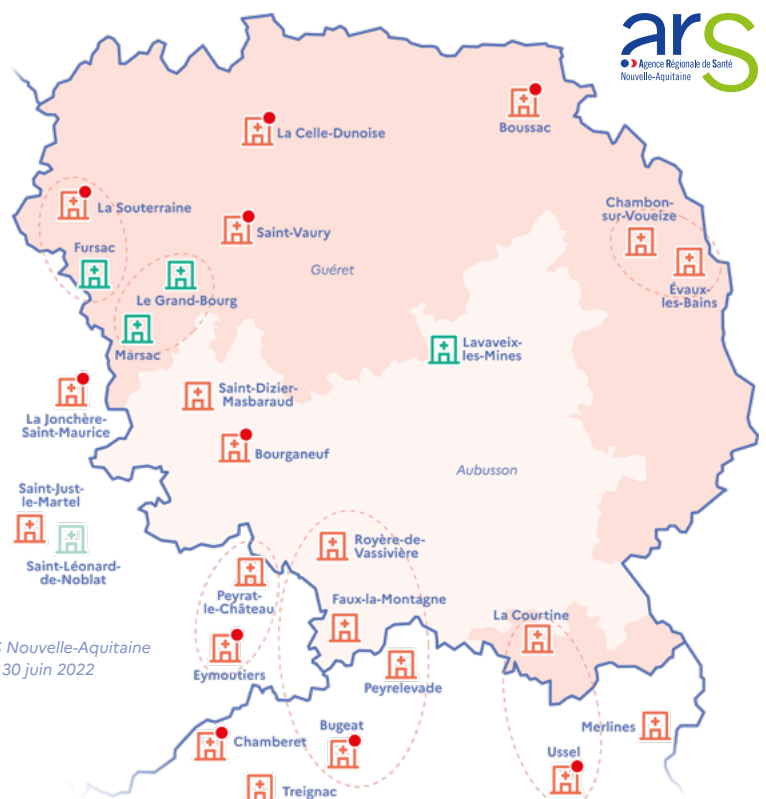 arS
Agence Régionale de Santé
Nouvelle-Aquitaine
La Celle-Dunoise
Boussac
La Souterraine
Saint-Vaury
Chambon-
sur-Voueize
Fursac
Guéret
Le Grand-Bourg
Évaux-
les-Bains
Marsac
Lavaveix-
les-Mines
Saint-Dizier-
Masbaraud
La Jonchère-
Saint-Maurice
Bourganeuf
Aubusson
Saint-Just-
le-Martel
Saint-Léonard-
de-Noblat
Royère-de-
Vassivière
Peyrat-
le-Château
Faux-la-Montagne
La Courtine
S Nouvelle-Aquitaine
30 juin 2022
Eymoutiers
Peyrelevade
Chamberet
Bugeat
Merlines
Ussel
Treignac